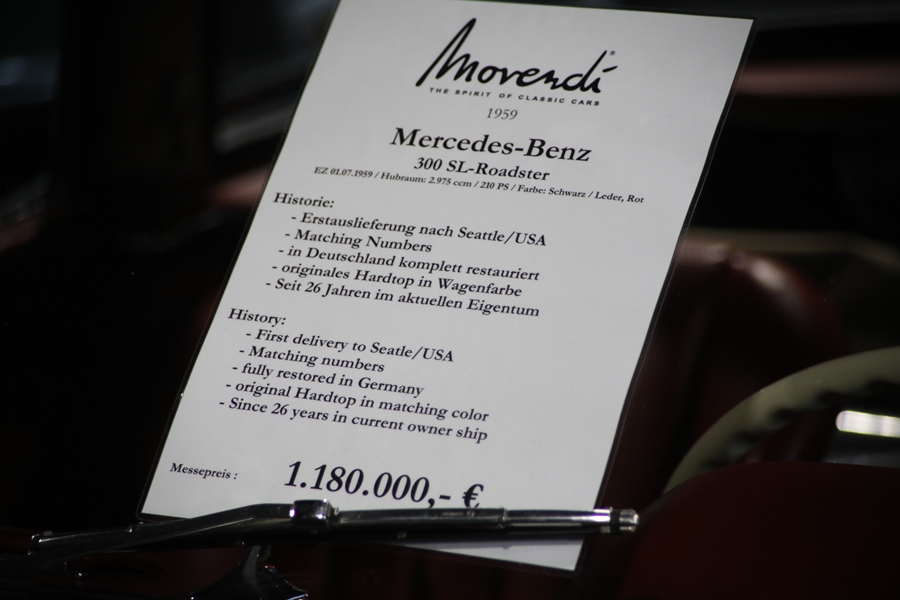 Movendi
THE SPIRIT OF CLASSIC CARS
1959
Mercedes-Benz
300 SL-Roadster
EZ 01.07.1959 / Hubraum: 2.975 ccm / 210 PS / Farbe: Schwarz / Leder, Rot
Historie:
- Erstauslieferung nach Seattle/USA
- Matching Numbers
- in Deutschland komplett restauriert
- originales Hardtop in Wagenfarbe
- Seit 26 Jahren im aktuellen Eigentum
History:
- First delivery to Seatle/USA
- Matching numbers
- fully restored in Germany
- original Hardtop in matching color
- Since 26 years in current owner ship
Messepreis : 1.180.000,- €